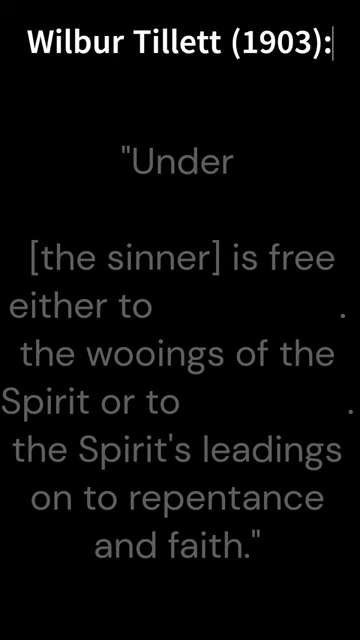 Wilbur Tillett (1903):
"Under
[the sinner] is free
either to .
the wooings of the
Spirit or to .
the Spirit's leadings
on to repentance
and faith."